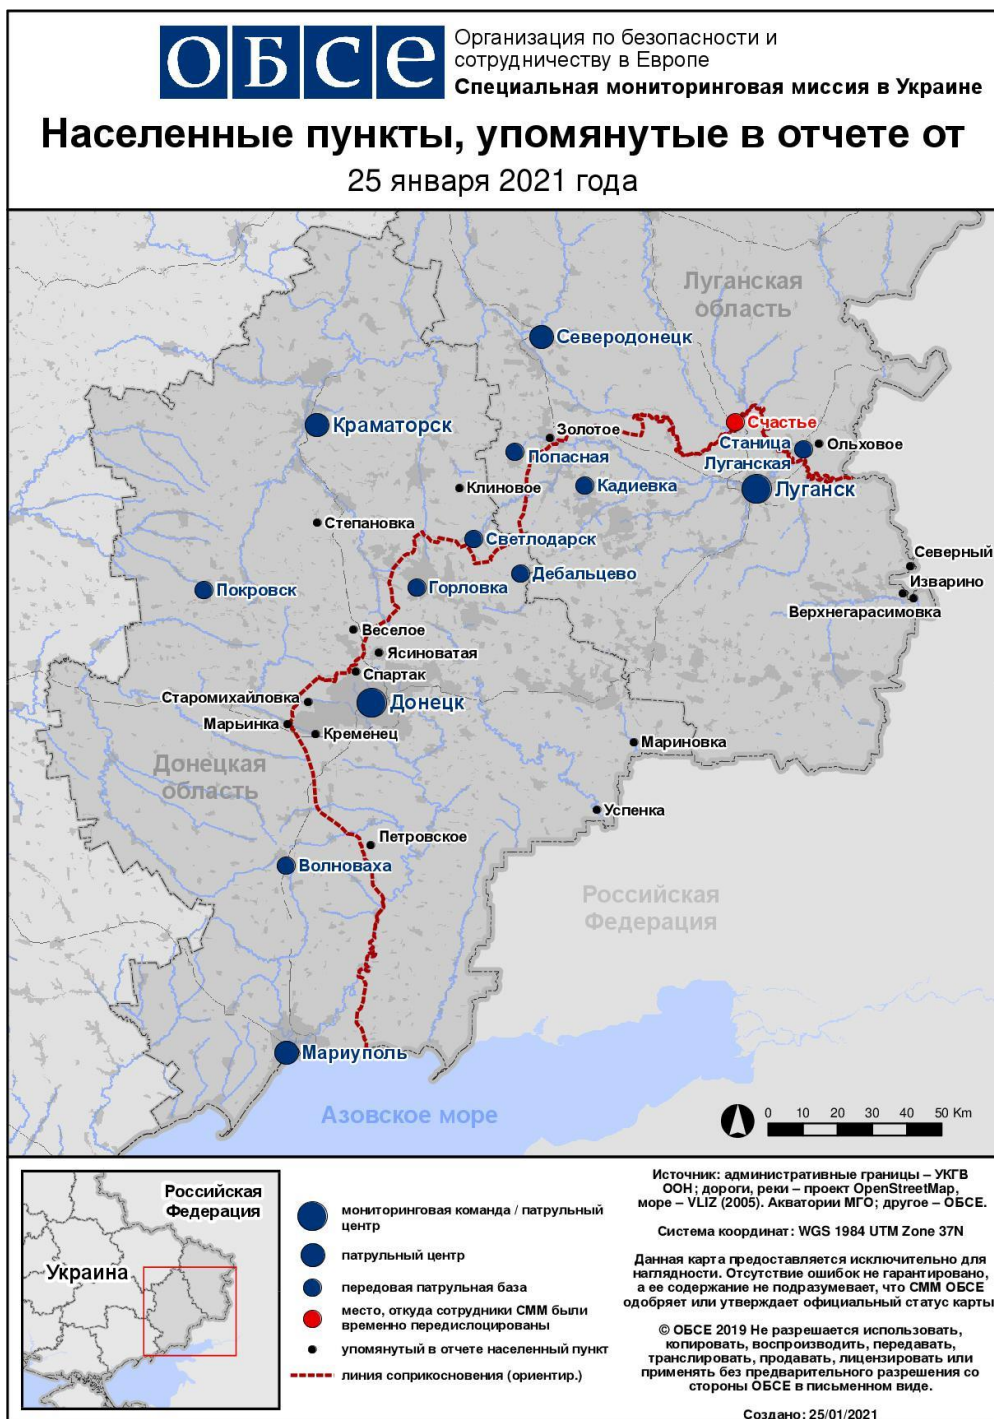 ОБСЕ
Организация по безопасности и
сотрудничеству в Европе
Специальная мониторинговая миссия в Украине
Населенные пункты, упомянутые в отчете от
25 января 2021 года
Луганская
область
Северодонецк
Счастье
Краматорск
Золотое
Станица
Луганская
Ольховое
Попасная
Кадиевка
Луганск
Клиновое
Степановка
Светлодарск
Северный
Дебальцево
Изварино
Покровск
Горловка
Верхнегарасимовка
Веселое
Ясиноватая
Спартак
Старомихайловка
Донецк
Марьинка
Кременец
Мариновка
Донецкая
область
Успенка
Петровское
Волноваха
Российская
Федерация
Мариуполь
Азовское море
0 10 20 30 40 50 Km
Российская
Федерация
Украина
мониторинговая команда / патрульный
центр
патрульный центр
передовая патрульная база
место, откуда сотрудники СММ были
временно передислоцированы
упомянутый в отчете населенный пункт
линия соприкосновения (ориентир.)
Источник: административные границы – УКГВ
ООН; дороги, реки – проект OpenStreetMap,
море – VLIZ (2005). Акватории МГО; другое – ОБСЕ.
Система координат: WGS 1984 UTM Zone 37N
Данная карта предоставляется исключительно для
наглядности. Отсутствие ошибок не гарантировано,
а ее содержание не подразумевает, что СММ ОБСЕ
одобряет или утверждает официальный статус карты
© ОБСЕ 2019 Не разрешается использовать,
копировать, воспроизводить, передавать,
транслировать, продавать, лицензировать или
применять без предварительного разрешения со
стороны ОБСЕ в письменном виде.
Создано: 25/01/2021